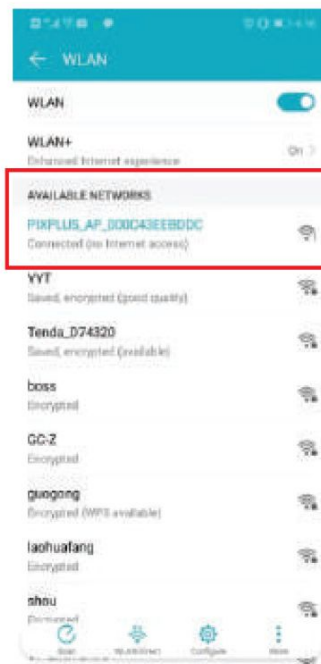 ← WLAN
WLAN
WLAN+
On >
Enhanced Internet experience
AVAILABLE NETWORKS
PIXPLUS_AP_000C43EEBDDC
Connected (no Internet access)
YYT
Saved, encrypted (good quality)
Tenda_D74320
Saved, encrypted (available)
boss
Encrypted
GC-Z
Encrypted
guogong
Encrypted (WPS available)
laohuafang
Encrypted
shou
Encrypted
Scan
Configure
More